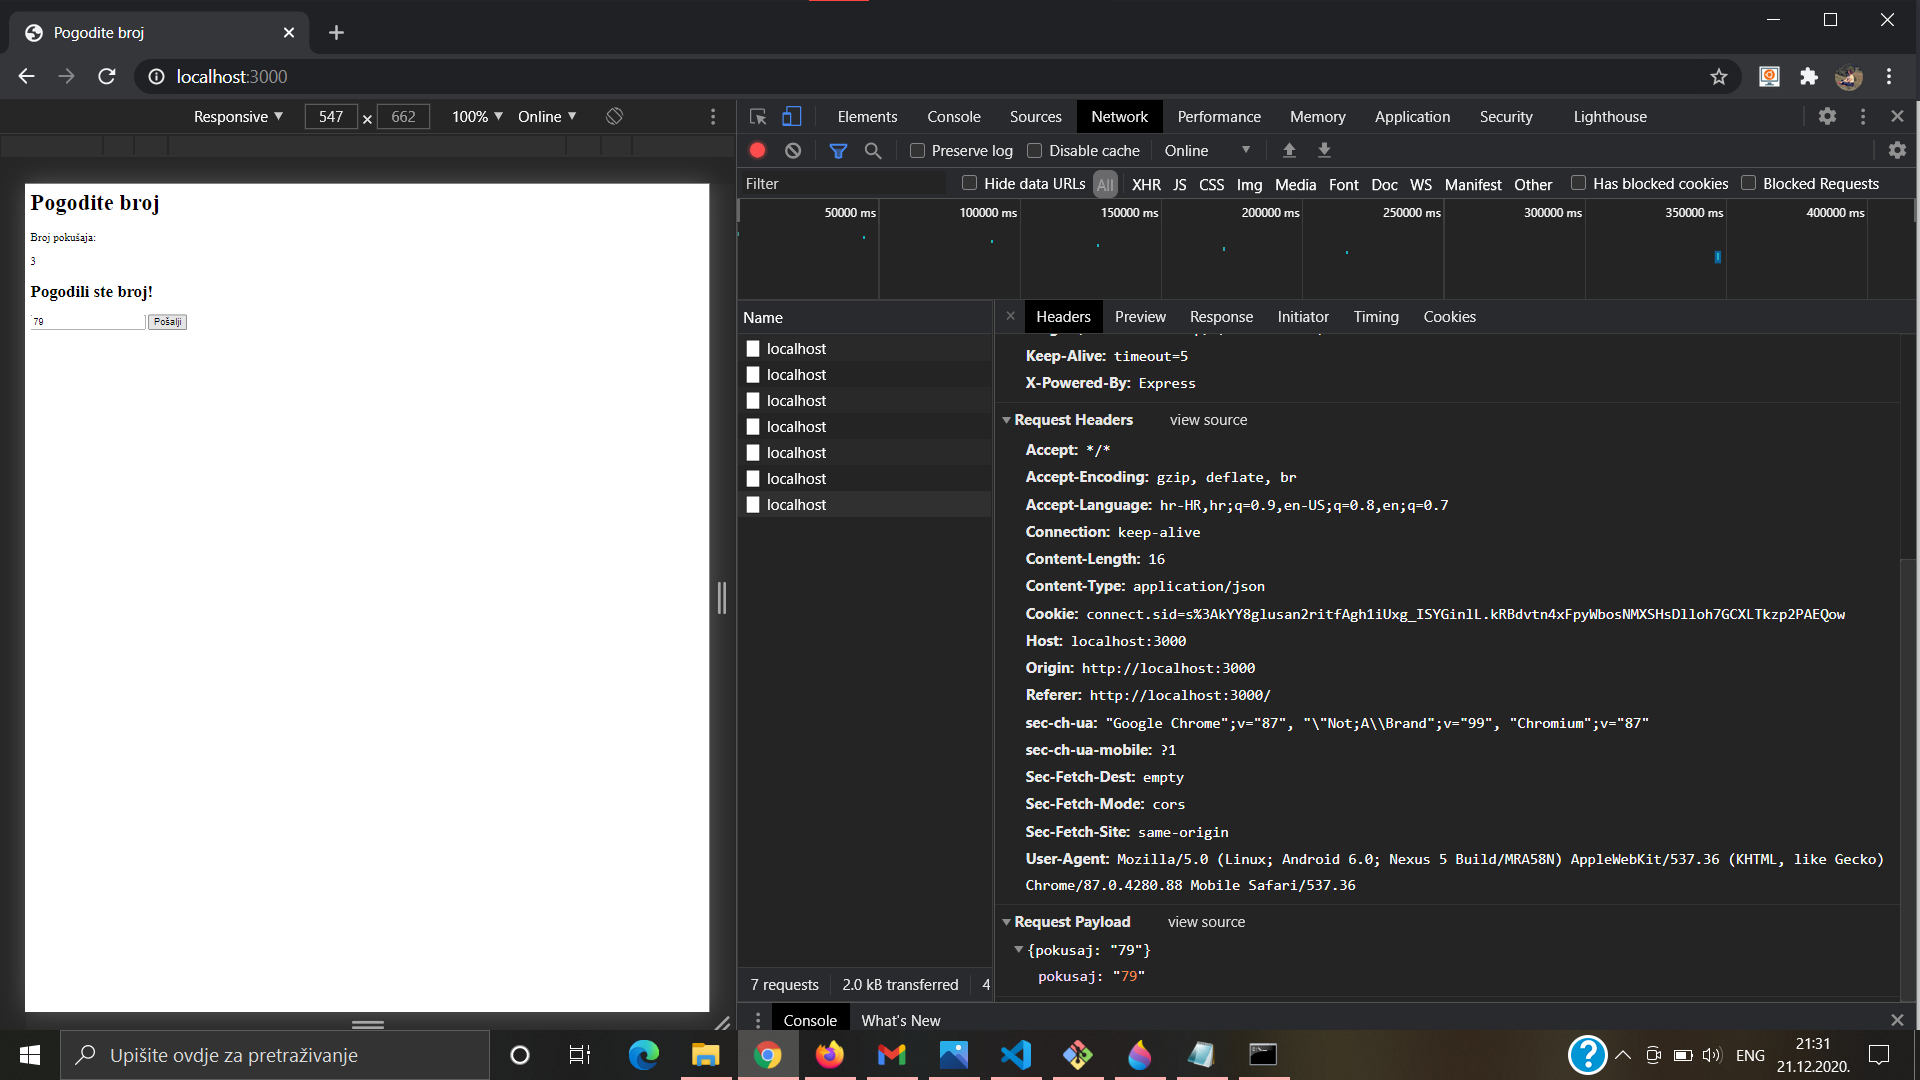 Pogodite broj
localhost:3000
Responsive
547
x
662
100%
Online
Elements
Console
Sources
Network
Performance
Memory
Application
Security
Lighthouse
Preserve log
Disable cache
Online
Filter
Hide data URLs
All
XHR
JS
CSS
Img
Media
Font
Doc
WS
Manifest
Other
Has blocked cookies
Blocked Requests
50000 ms
100000 ms
150000 ms
200000 ms
250000 ms
300000 ms
350000 ms
400000 ms
Pogodite broj
Broj pokušaja:
3
Pogodili ste broj!
79
Pošalji
Name
localhost
localhost
localhost
localhost
localhost
localhost
localhost
7 requests
2.0 kB transferred
4
Headers
Preview
Response
Initiator
Timing
Cookies
Keep-Alive: timeout=5
X-Powered-By: Express
Request Headers
view source
Accept: */*
Accept-Encoding: gzip, deflate, br
Accept-Language: hr-HR,hr;q=0.9,en-US;q=0.8,en;q=0.7
Connection: keep-alive
Content-Length: 16
Content-Type: application/json
Cookie: connect.sid=s%3AkYY8glusan2ritfAgh1iUxg_ISYGinlL.kRBdvtn4xFpyWbosNMXSHsDlloh7GCXLTkzp2PAEQow
Host: localhost:3000
Origin: http://localhost:3000
Referer: http://localhost:3000/
sec-ch-ua: "Google Chrome";v="87", "\"Not;A\\Brand";v="99", "Chromium";v="87"
sec-ch-ua-mobile: ?1
Sec-Fetch-Dest: empty
Sec-Fetch-Mode: cors
Sec-Fetch-Site: same-origin
User-Agent: Mozilla/5.0 (Linux; Android 6.0; Nexus 5 Build/MRA58N) AppleWebKit/537.36 (KHTML, like Gecko)
Chrome/87.0.4280.88 Mobile Safari/537.36
Request Payload
view source
{pokusaj: "79"}
pokusaj: "79"
Console
What's New
Upišite ovdje za pretraživanje
ENG
21:31
21.12.2020.